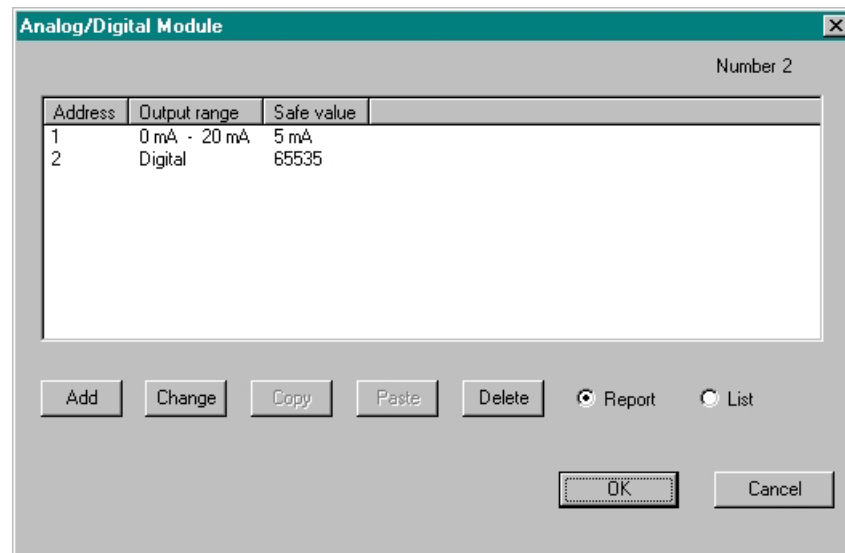 Analog/Digital Module
Number 2
Address Output range Safe value
1 0 mA - 20 mA 5 mA
2 Digital 65535
Add Change Copy Paste Delete Report List
OK Cancel